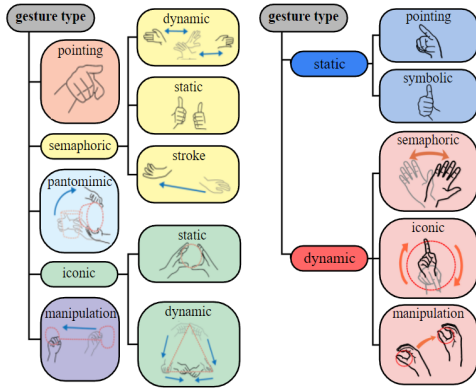 gesture type
pointing
semaphoric
dynamic
static
stroke
pantomimic
iconic
static
dynamic
manipulation
gesture type
static
pointing
symbolic
dynamic
semaphoric
iconic
manipulation